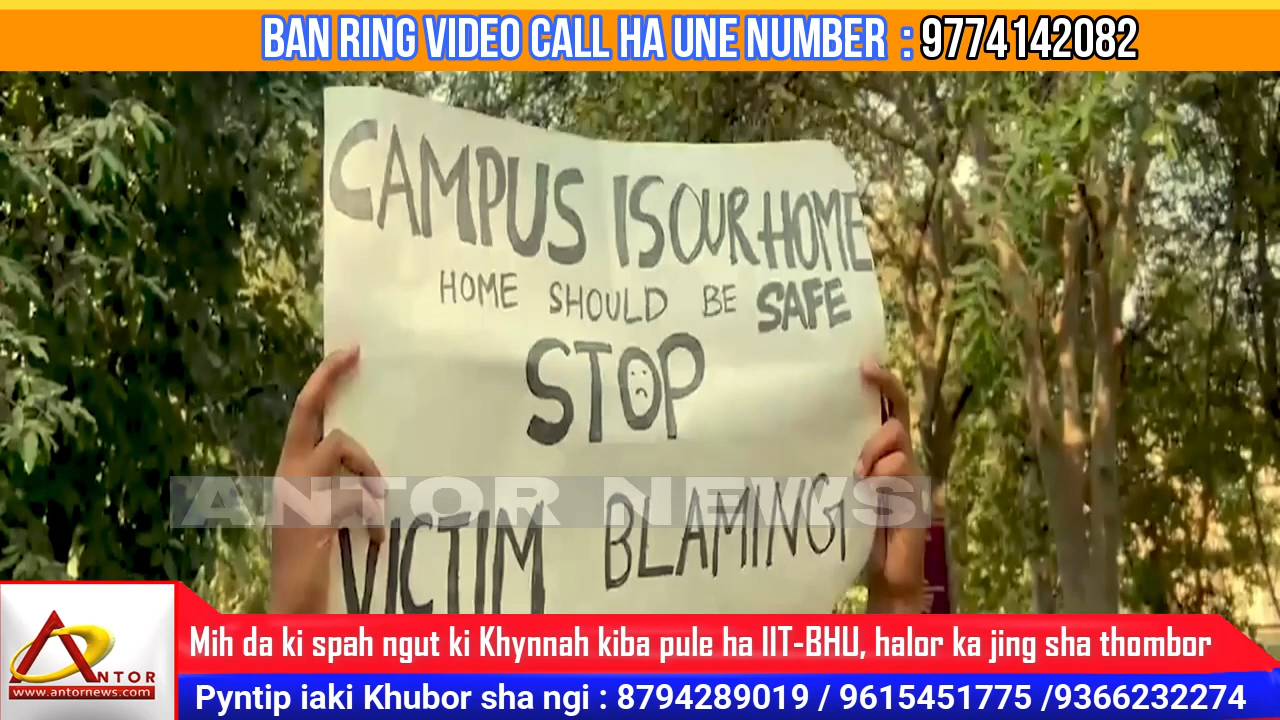 BAN RING VIDEO CALL HA UNE NUMBER : 9774142082
CAMPUS IS OUR HOME
HOME SHOULD BE SAFE
STOP
ANTOR NEWS
VICTIM BLAMING
Mih da ki spah ngut ki Khynnah kiba pule ha IIT-BHU, halor ka jing sha thombor
ANTOR
www.antornews.com
Pyntip iaki Khubor sha ngi : 8794289019 / 9615451775 /9366232274